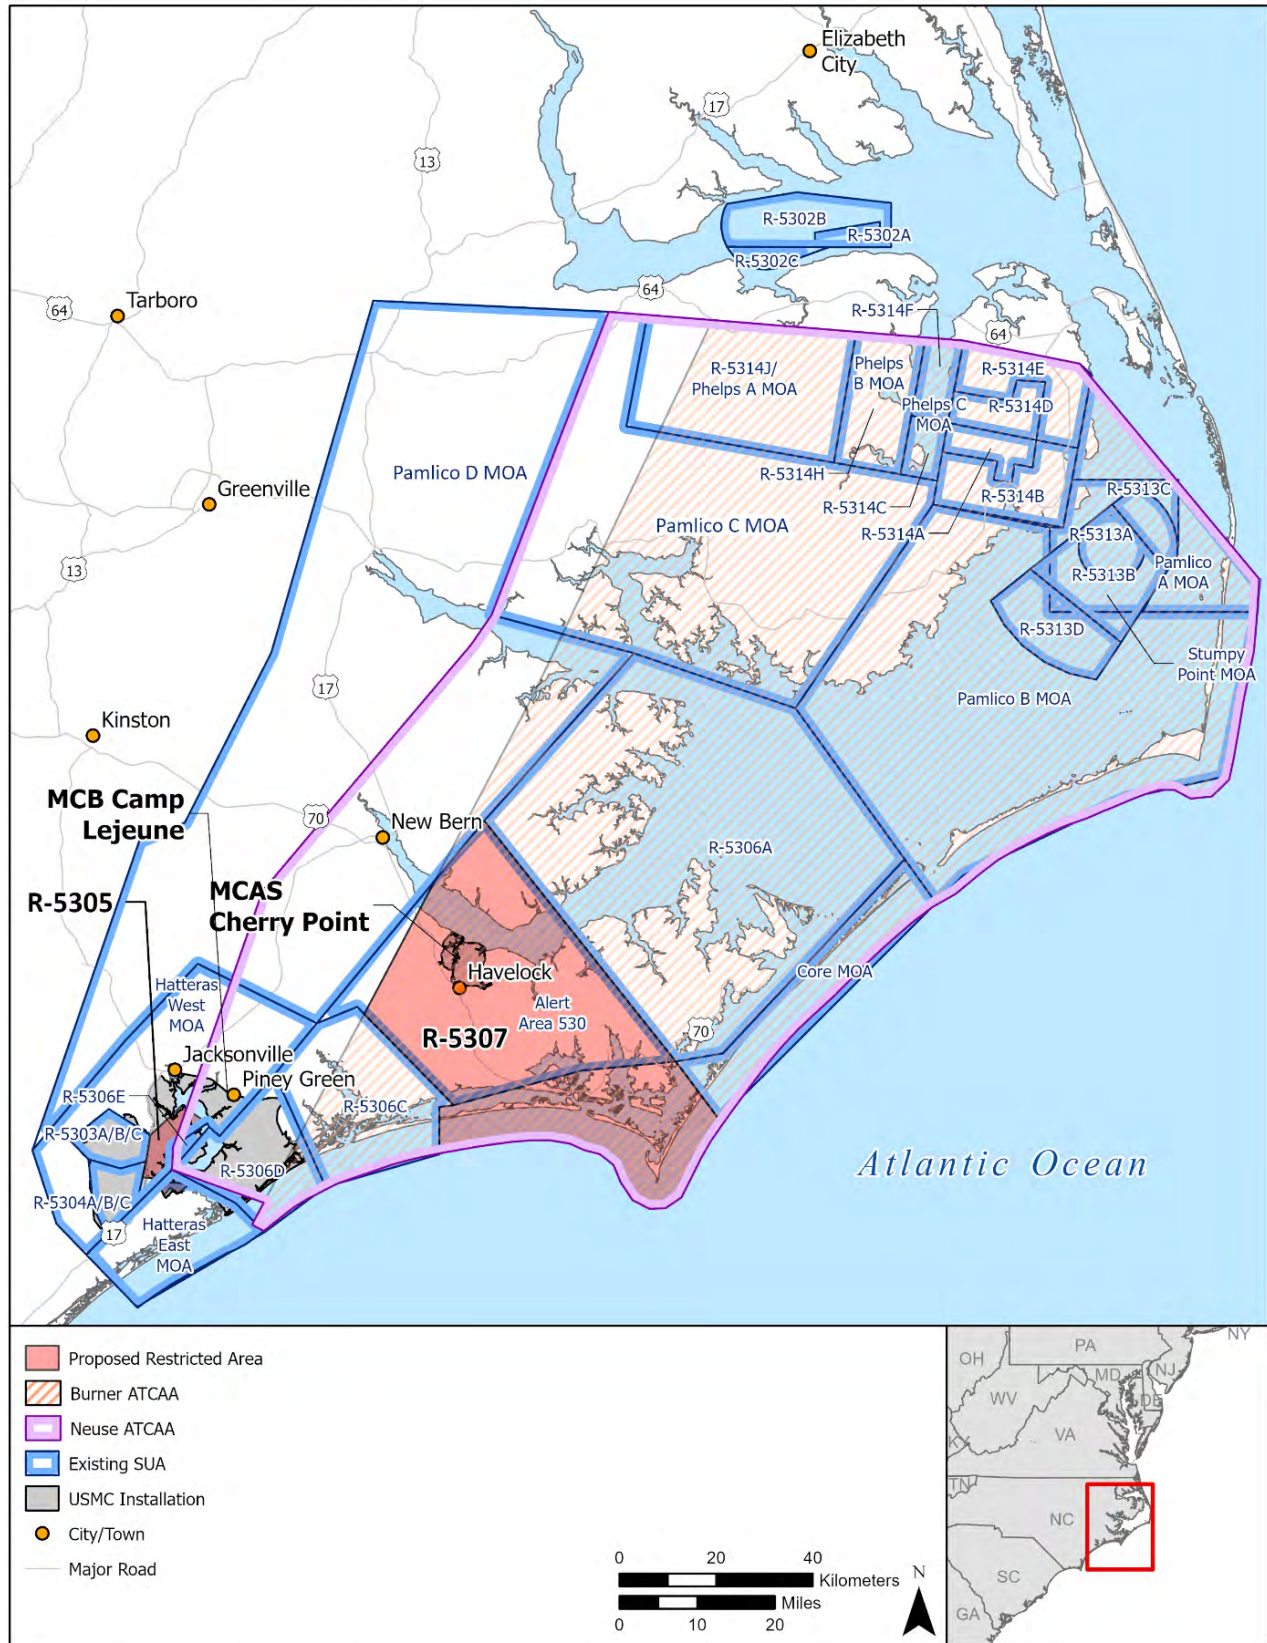 Elizabeth
City
17
13
R-5302B
R-5302A
R-5302C
64
Tarboro
64
R-5314F
64
R-5314J/
Phelps A MOA
Phelps
B MOA
R-5314E
Phelps C
MOA
R-5314D
Pamlico D MOA
R-5314H
Greenville
R-5314C
R-5314B
R-5313C
Pamlico C MOA
R-5314A
R-5313A
13
Pamlico
A MOA
R-5313B
R-5313D
Stumpy
Point MOA
17
Pamlico B MOA
Kinston
MCB Camp
Lejeune
70
New Bern
R-5306A
MCAS
Cherry Point
R-5305
Havelock
Core MOA
Hatteras
West
MOA
Alert
Area 530
R-5307
70
Jacksonville
Piney Green
R-5306E
R-5306C
R-5303A/B/C
Atlantic Ocean
R-5306D
R-5304A/B/C
17
Hatteras
East
MOA
Proposed Restricted Area
Burner ATCAA
Neuse ATCAA
Existing SUA
USMC Installation
City/Town
Major Road
0 20 40
Kilometers
Miles
0 10 20
N
NY
PA
OH
NJ
MD
DE
WV
KY
VA
TN
NC
SC
GA